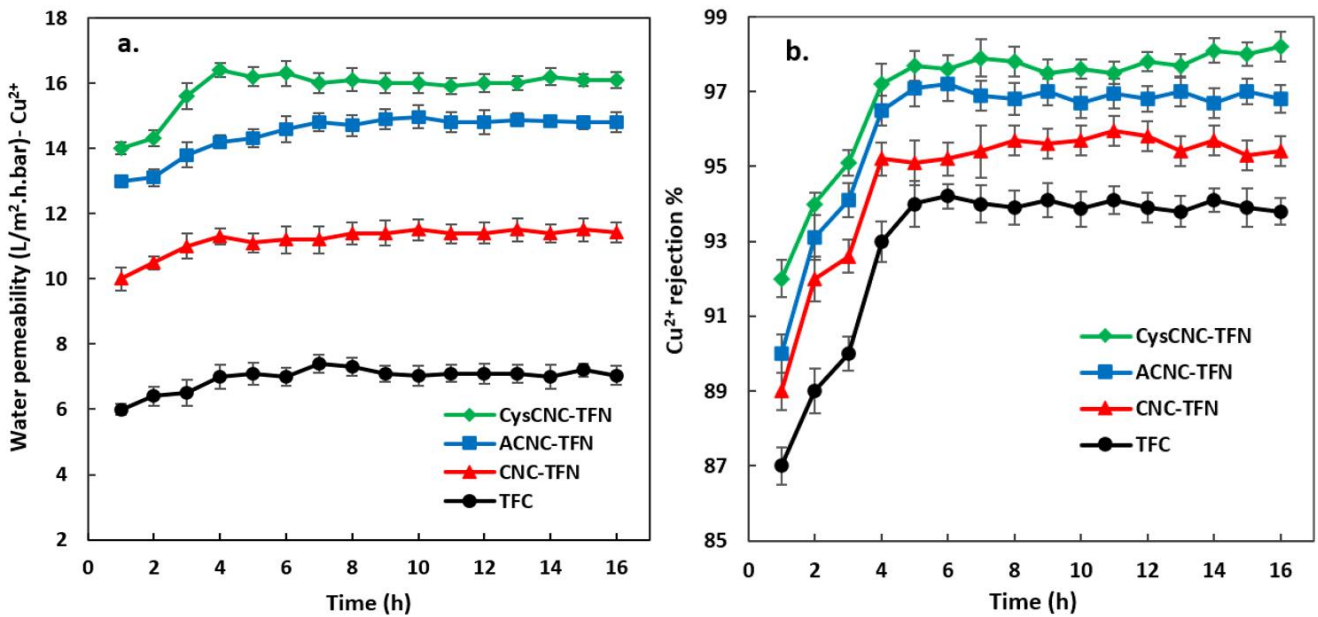 a.
Water pemeability (L/m².h.bar)- Cu²⁺
18
16
14
12
10
8
6
4
2
0 2 4 6 8 10 12 14 16
Time (h)
CysCNC-TFN
ACNC-TFN
CNC-TFN
TFC
b.
Cu²⁺ rejection %
99
97
95
93
91
89
87
85
0 2 4 6 8 10 12 14 16
Time (h)
CysCNC-TFN
ACNC-TFN
CNC-TFN
TFC